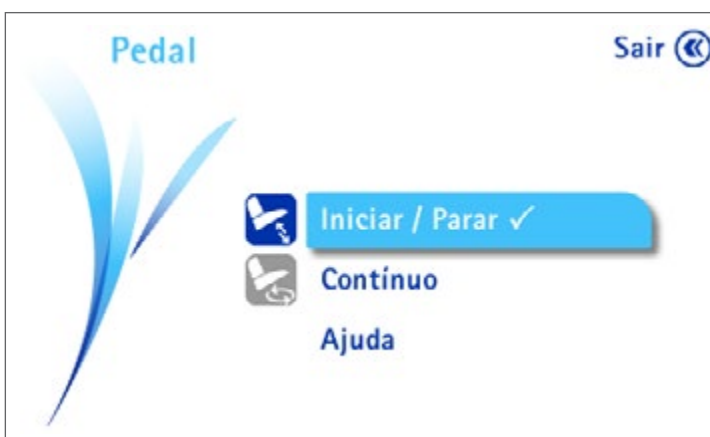 Pedal
Sair
Iniciar / Parar ✓
Contínuo
Ajuda